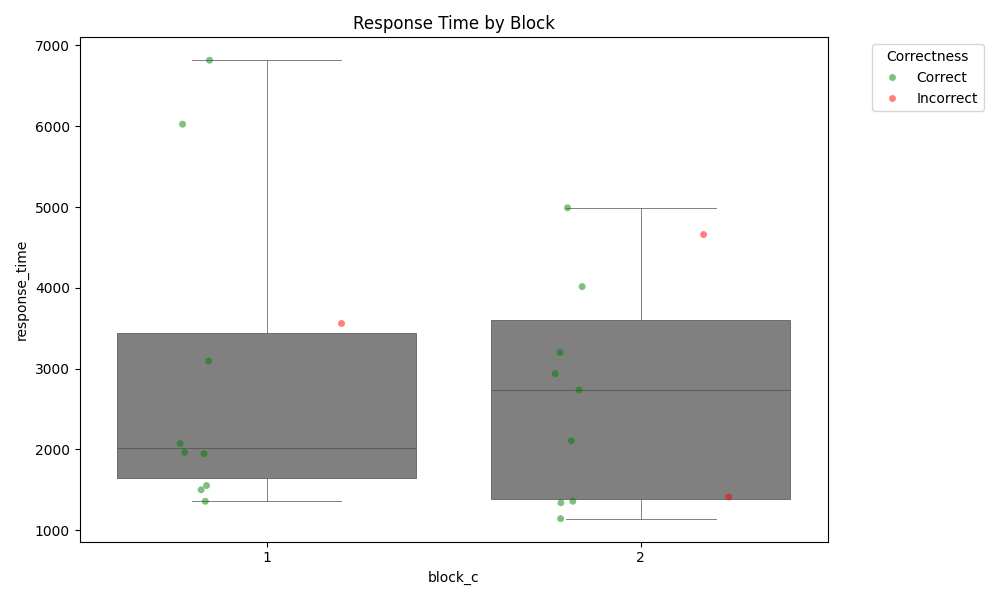 Response Time by Block
Correctness
Correct
Incorrect
response_time
7000
6000
5000
4000
3000
2000
1000
1
2
block_c